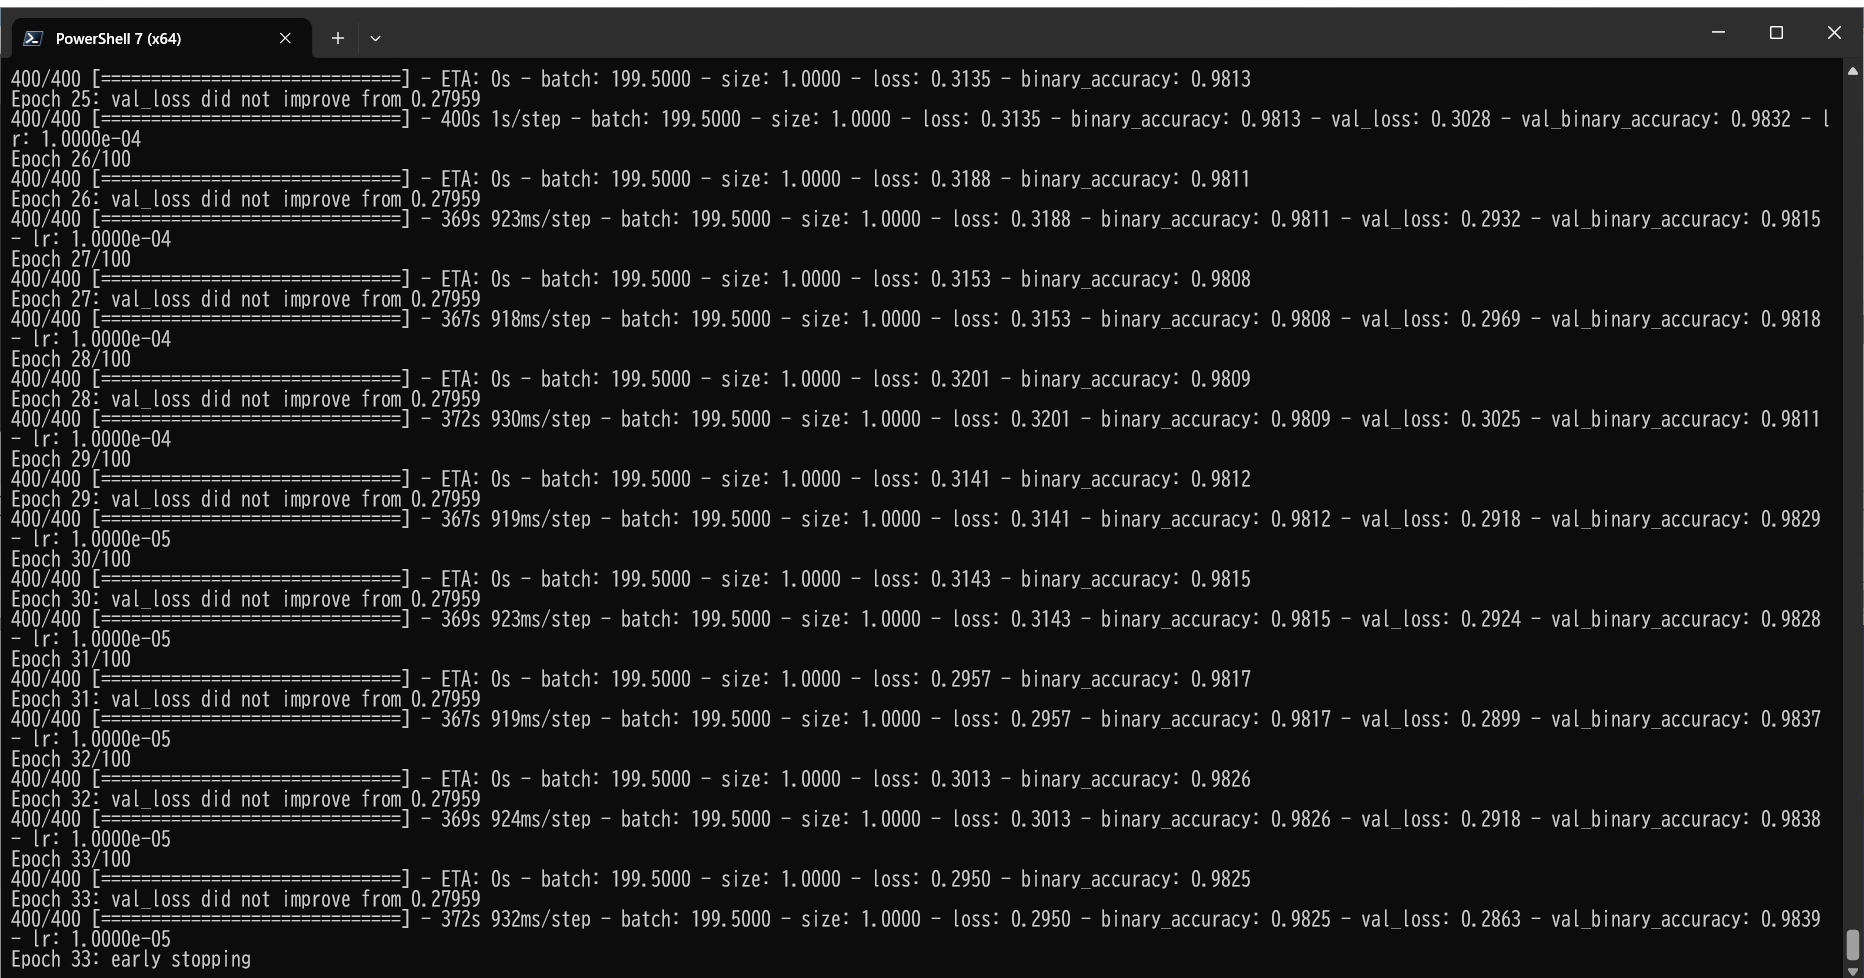 PowerShell 7 (x64)
400/400 [==============================] - ETA: 0s - batch: 199.5000 - size: 1.0000 - loss: 0.3135 - binary_accuracy: 0.9813
Epoch 25: val_loss did not improve from 0.27959
400/400 [==============================] - 400s 1s/step - batch: 199.5000 - size: 1.0000 - loss: 0.3135 - binary_accuracy: 0.9813 - val_loss: 0.3028 - val_binary_accuracy: 0.9832 - l
r: 1.0000e-04
Epoch 26/100
400/400 [==============================] - ETA: 0s - batch: 199.5000 - size: 1.0000 - loss: 0.3188 - binary_accuracy: 0.9811
Epoch 26: val_loss did not improve from 0.27959
400/400 [==============================] - 369s 923ms/step - batch: 199.5000 - size: 1.0000 - loss: 0.3188 - binary_accuracy: 0.9811 - val_loss: 0.2932 - val_binary_accuracy: 0.9815
- lr: 1.0000e-04
Epoch 27/100
400/400 [==============================] - ETA: 0s - batch: 199.5000 - size: 1.0000 - loss: 0.3153 - binary_accuracy: 0.9808
Epoch 27: val_loss did not improve from 0.27959
400/400 [==============================] - 367s 918ms/step - batch: 199.5000 - size: 1.0000 - loss: 0.3153 - binary_accuracy: 0.9808 - val_loss: 0.2969 - val_binary_accuracy: 0.9818
- lr: 1.0000e-04
Epoch 28/100
400/400 [==============================] - ETA: 0s - batch: 199.5000 - size: 1.0000 - loss: 0.3201 - binary_accuracy: 0.9809
Epoch 28: val_loss did not improve from 0.27959
400/400 [==============================] - 372s 930ms/step - batch: 199.5000 - size: 1.0000 - loss: 0.3201 - binary_accuracy: 0.9809 - val_loss: 0.3025 - val_binary_accuracy: 0.9811
- lr: 1.0000e-04
Epoch 29/100
400/400 [==============================] - ETA: 0s - batch: 199.5000 - size: 1.0000 - loss: 0.3141 - binary_accuracy: 0.9812
Epoch 29: val_loss did not improve from 0.27959
400/400 [==============================] - 367s 919ms/step - batch: 199.5000 - size: 1.0000 - loss: 0.3141 - binary_accuracy: 0.9812 - val_loss: 0.2918 - val_binary_accuracy: 0.9829
- lr: 1.0000e-05
Epoch 30/100
400/400 [==============================] - ETA: 0s - batch: 199.5000 - size: 1.0000 - loss: 0.3143 - binary_accuracy: 0.9815
Epoch 30: val_loss did not improve from 0.27959
400/400 [==============================] - 369s 923ms/step - batch: 199.5000 - size: 1.0000 - loss: 0.3143 - binary_accuracy: 0.9815 - val_loss: 0.2924 - val_binary_accuracy: 0.9828
- lr: 1.0000e-05
Epoch 31/100
400/400 [==============================] - ETA: 0s - batch: 199.5000 - size: 1.0000 - loss: 0.2957 - binary_accuracy: 0.9817
Epoch 31: val_loss did not improve from 0.27959
400/400 [==============================] - 367s 919ms/step - batch: 199.5000 - size: 1.0000 - loss: 0.2957 - binary_accuracy: 0.9817 - val_loss: 0.2899 - val_binary_accuracy: 0.9837
- lr: 1.0000e-05
Epoch 32/100
400/400 [==============================] - ETA: 0s - batch: 199.5000 - size: 1.0000 - loss: 0.3013 - binary_accuracy: 0.9826
Epoch 32: val_loss did not improve from 0.27959
400/400 [==============================] - 369s 924ms/step - batch: 199.5000 - size: 1.0000 - loss: 0.3013 - binary_accuracy: 0.9826 - val_loss: 0.2918 - val_binary_accuracy: 0.9838
- lr: 1.0000e-05
Epoch 33/100
400/400 [==============================] - ETA: 0s - batch: 199.5000 - size: 1.0000 - loss: 0.2950 - binary_accuracy: 0.9825
Epoch 33: val_loss did not improve from 0.27959
400/400 [==============================] - 372s 932ms/step - batch: 199.5000 - size: 1.0000 - loss: 0.2950 - binary_accuracy: 0.9825 - val_loss: 0.2863 - val_binary_accuracy: 0.9839
- lr: 1.0000e-05
Epoch 33: early stopping